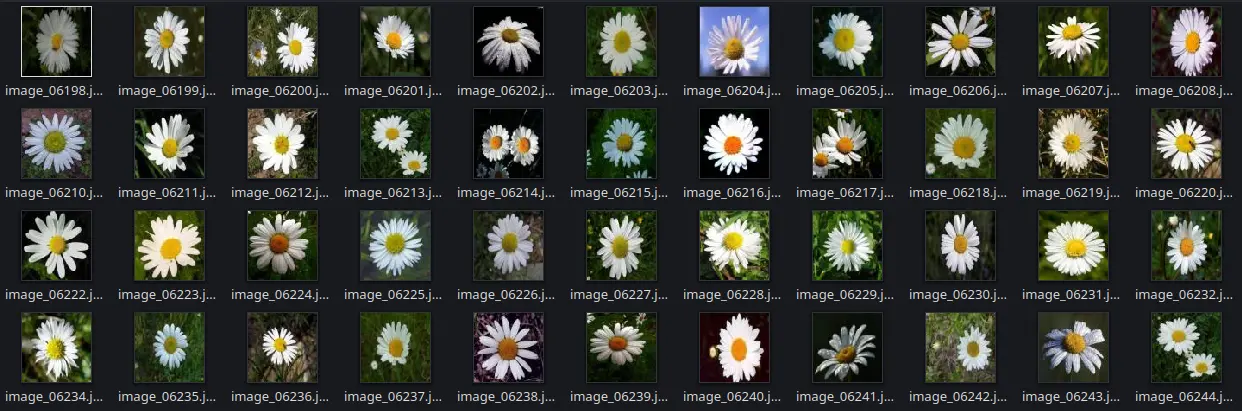 image_06198.j... image_06199.j... image_06200.j... image_06201.j... image_06202.j... image_06203.j... image_06204.j... image_06205.j... image_06206.j... image_06207.j... image_06208.j...
image_06210.j... image_06211.j... image_06212.j... image_06213.j... image_06214.j... image_06215.j... image_06216.j... image_06217.j... image_06218.j... image_06219.j... image_06220.j...
image_06222.j... image_06223.j... image_06224.j... image_06225.j... image_06226.j... image_06227.j... image_06228.j... image_06229.j... image_06230.j... image_06231.j... image_06232.j...
image_06234.j... image_06235.j... image_06236.j... image_06237.j... image_06238.j... image_06239.j... image_06240.j... image_06241.j... image_06242.j... image_06243.j... image_06244.j...